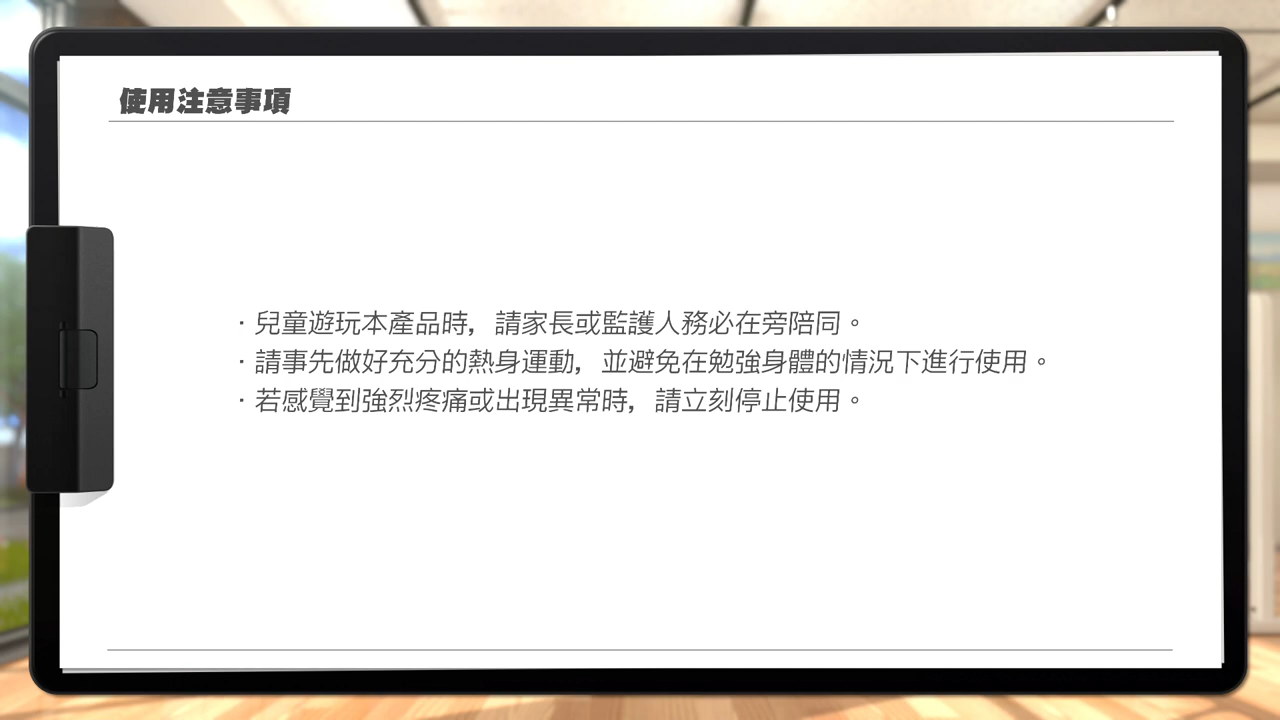 使用注意事項
・兒童遊玩本產品時，請家長或監護人務必在旁陪同。
・請事先做好充分的熱身運動，並避免在勉強身體的情況下進行使用。
・若感覺到強烈疼痛或出現異常時，請立刻停止使用。